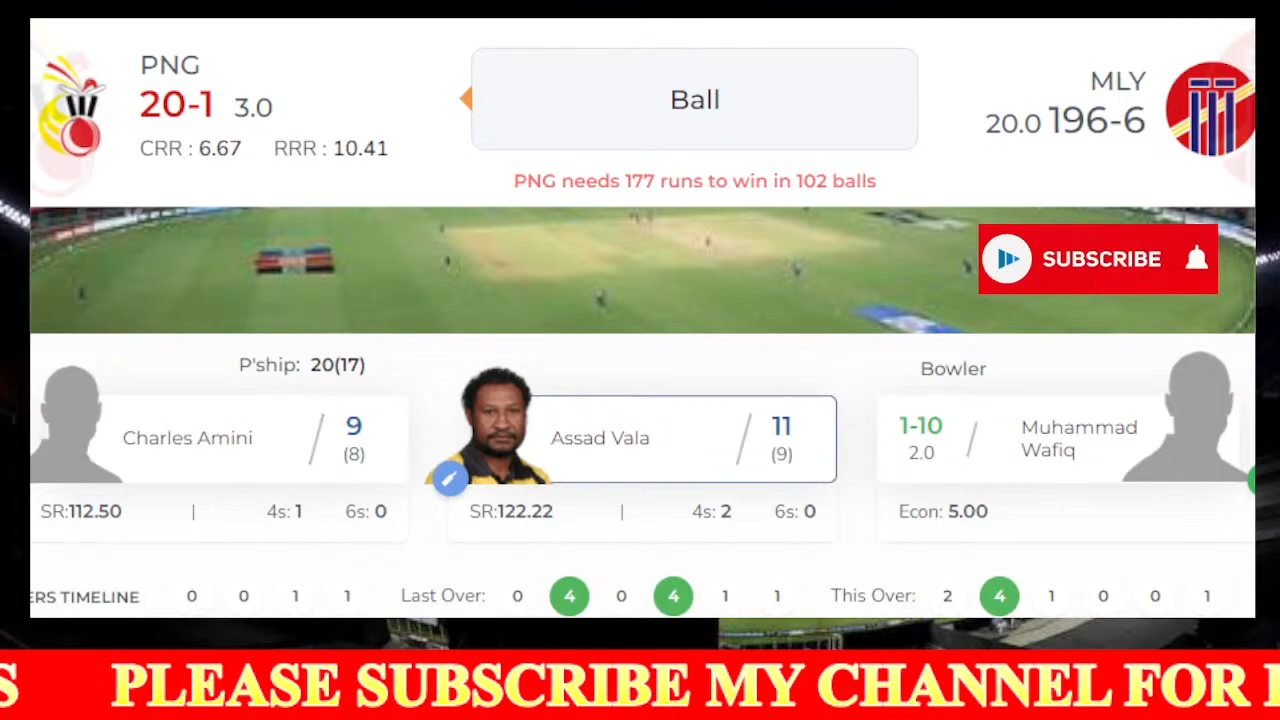 PNG
20-1 3.0
CRR : 6.67 RRR : 10.41
Ball
MLY
20.0 196-6
PNG needs 177 runs to win in 102 balls
SUBSCRIBE
P'ship: 20(17)
Charles Amini 9
(8)
SR:112.50 | 4s: 1 6s: 0
Assad Vala 11
(9)
SR:122.22 | 4s: 2 6s: 0
Bowler
1-10
2.0
Muhammad
Wafiq
Econ: 5.00
ERS TIMELINE 0 0 1 1 Last Over: 0 4 0 4 1 1 This Over: 2 4 1 0 0 1
S PLEASE SUBSCRIBE MY CHANNEL FOR